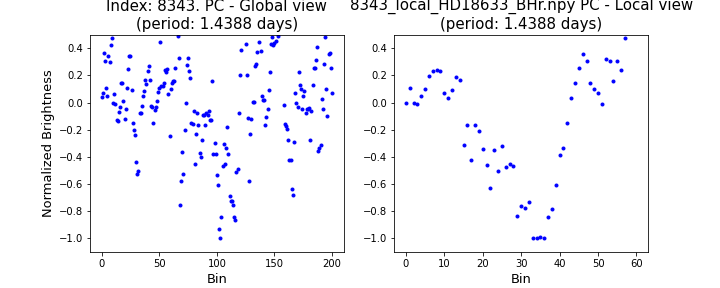 Index: 8343. PC - Global view
(period: 1.4388 days)
8343_local_HD18633_BHr.npy PC - Local view
(period: 1.4388 days)
Normalized Brightness
0.4
0.2
0.0
−0.2
−0.4
−0.6
−0.8
−1.0
0 50 100 150 200
Bin
0.4
0.2
0.0
−0.2
−0.4
−0.6
−0.8
−1.0
0 10 20 30 40 50 60
Bin